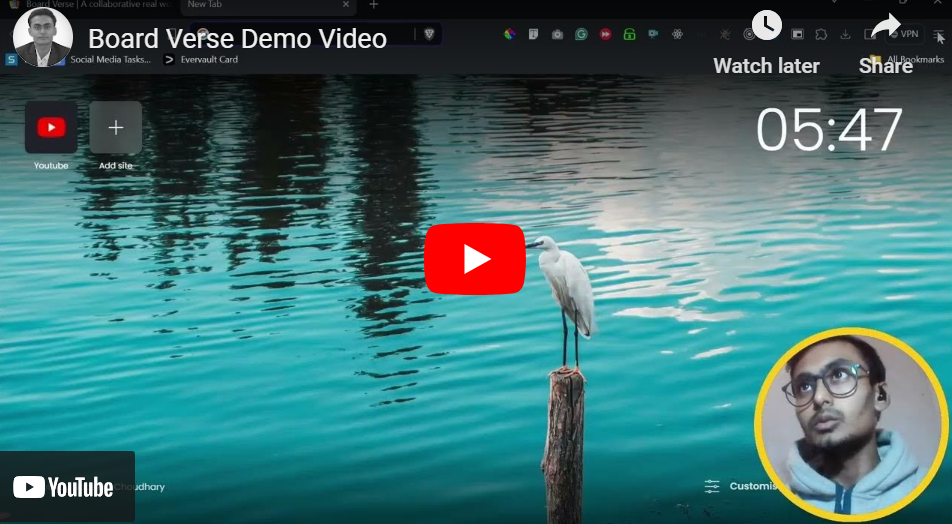 Board Verse | A collaborative real w
New Tab
Board Verse Demo Video
VPN
Social Media Tasks...
Evervault Card
All Bookmarks
Watch later
Share
05:47
Youtube
Add site
YouTube
Choudhary
Customis